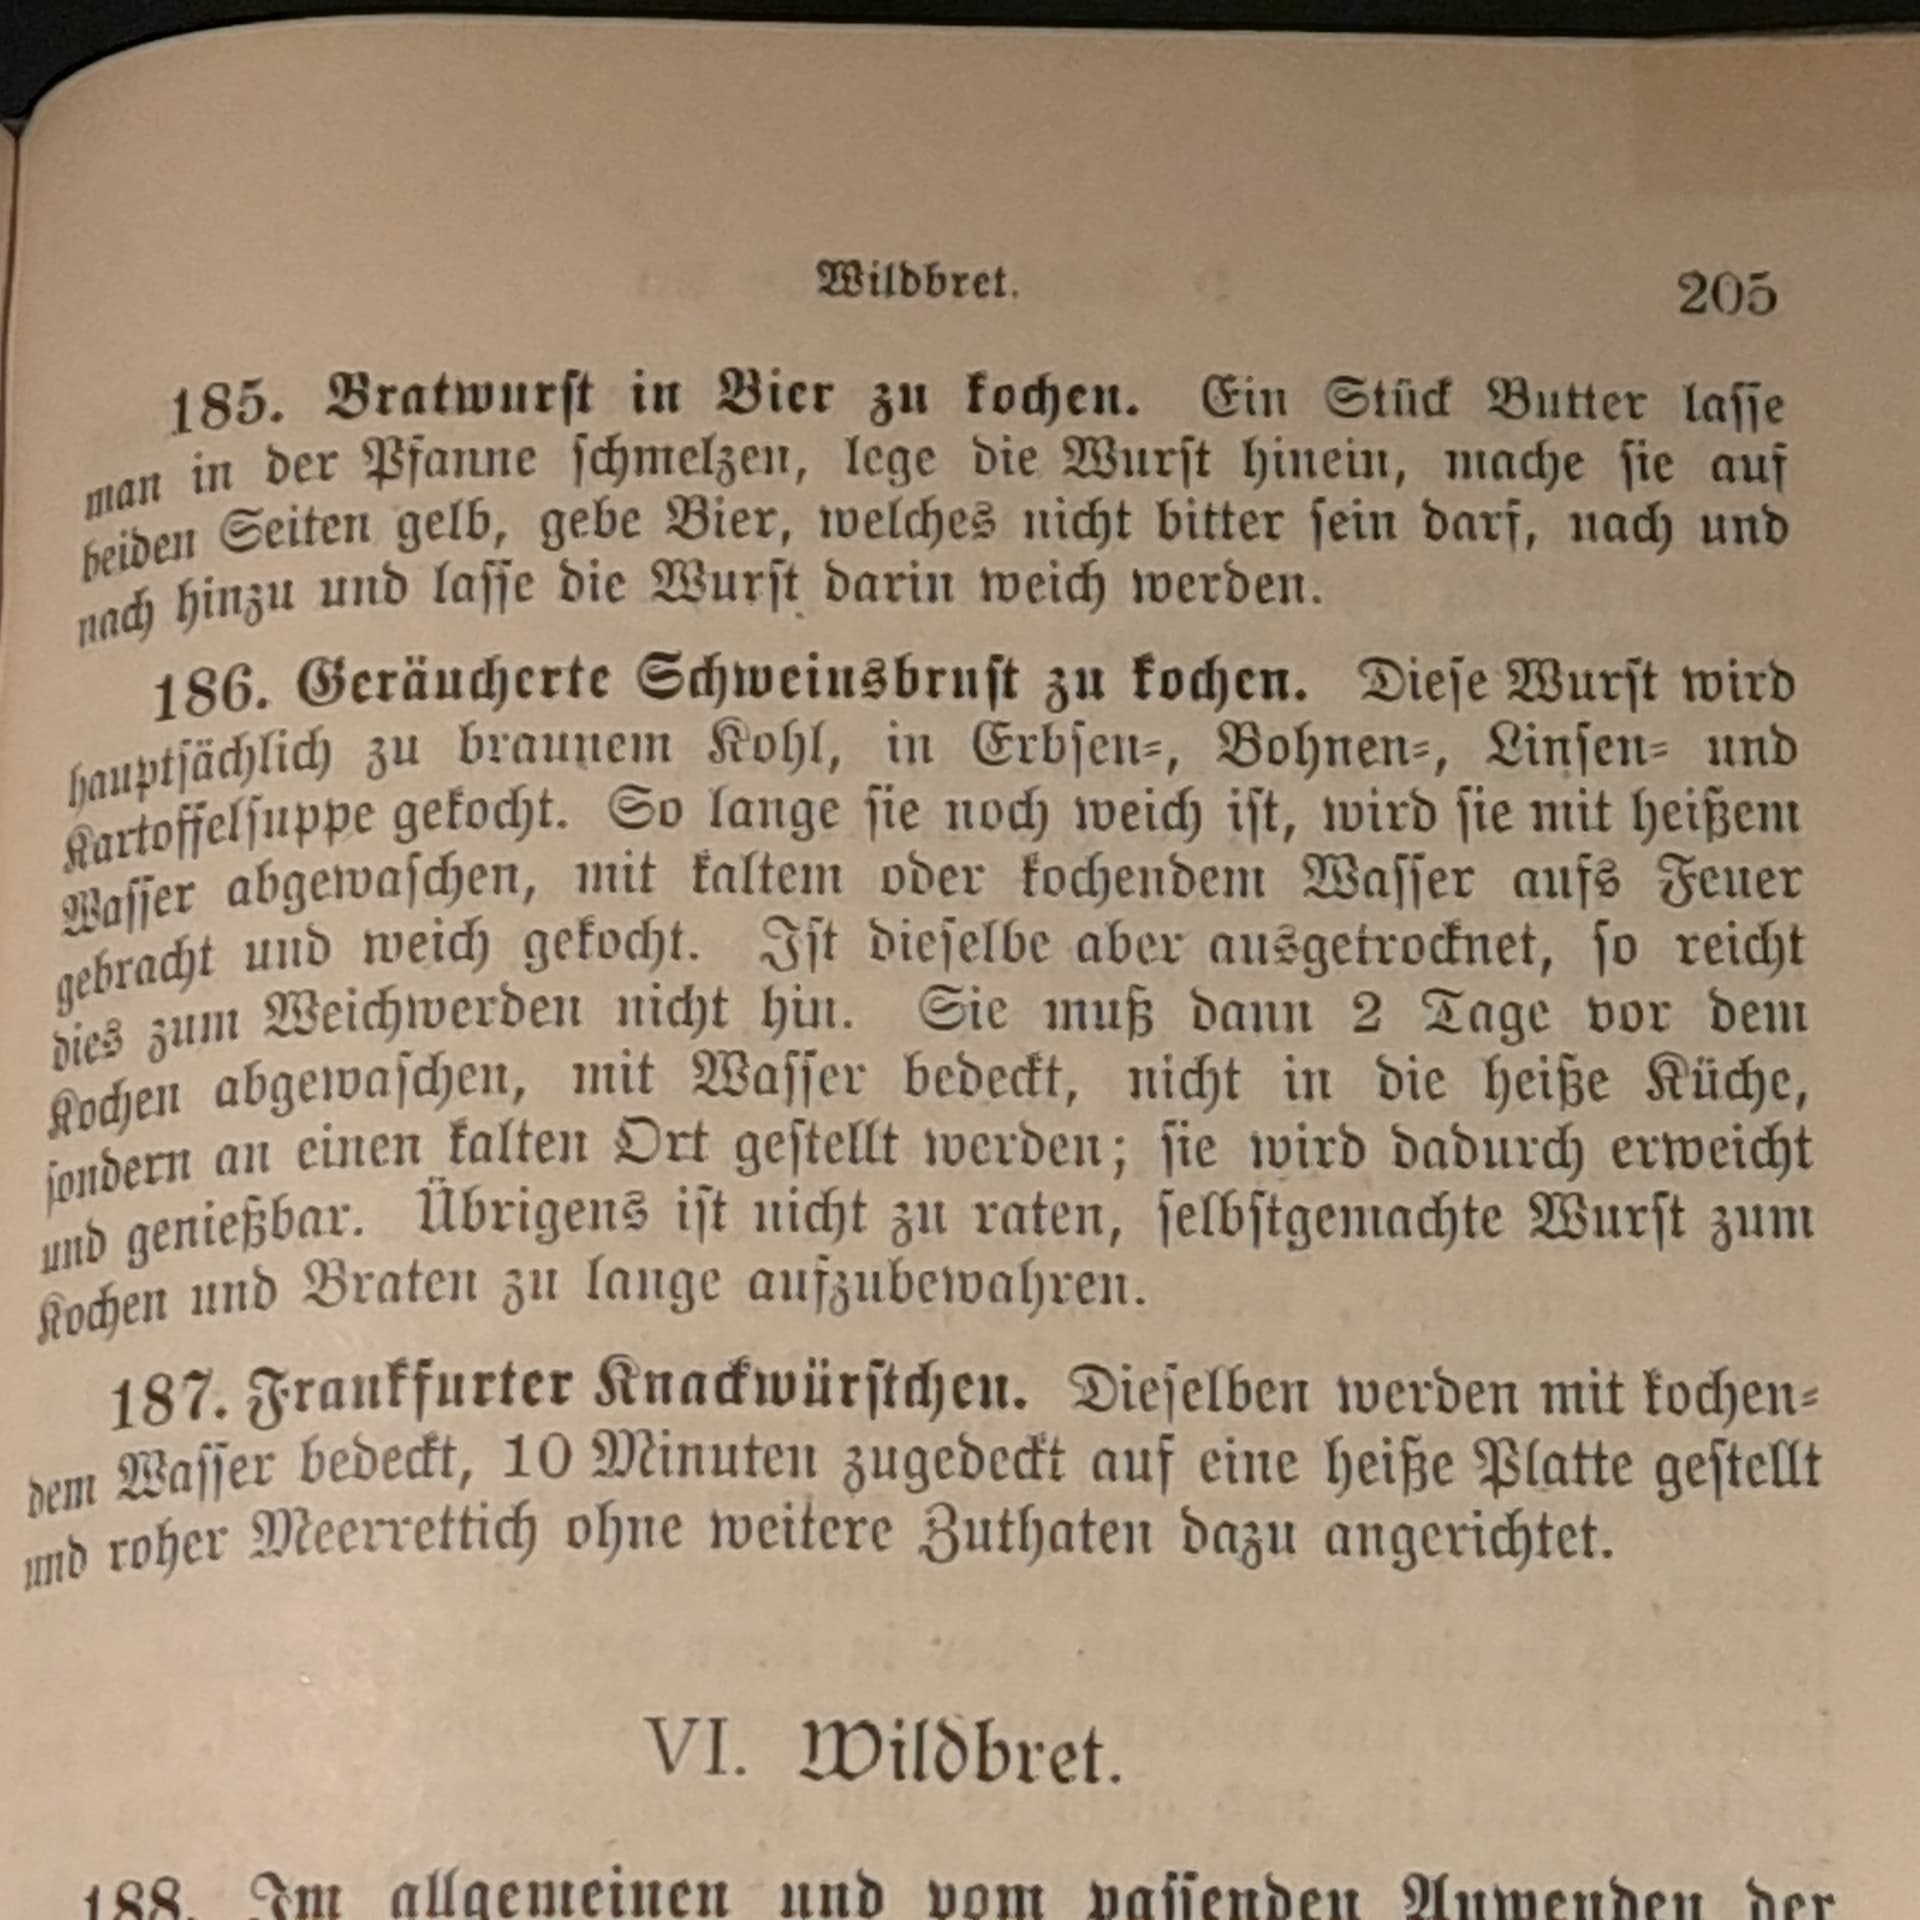 Wildbret. 205
185. Bratwurſt in Bier zu kochen. Ein Stück Butter laſſe
man in der Pfanne ſchmelzen, lege die Wurſt hinein, mache ſie auf
beiden Seiten gelb, gebe Bier, welches nicht bitter ſein darf, nach und
nach hinzu und laſſe die Wurſt darin weich werden.
186. Geräucherte Schweinsbruſt zu kochen. Dieſe Wurſt wird
hauptſächlich zu braunem Kohl, in Erbſen-, Bohnen-, Linſen- und
Kartoffelſuppe gekocht. So lange ſie noch weich iſt, wird ſie mit heißem
Waſſer abgewaſchen, mit kaltem oder kochendem Waſſer aufs Feuer
gebracht und weich gekocht. Iſt dieſelbe aber ausgetrocknet, ſo reicht
dies zum Weichwerden nicht hin. Sie muß dann 2 Tage vor dem
Kochen abgewaſchen, mit Waſſer bedeckt, nicht in die heiße Küche,
ſondern an einen kalten Ort geſtellt werden; ſie wird dadurch erweicht
und genießbar. Übrigens iſt nicht zu raten, ſelbſtgemachte Wurſt zum
Kochen und Braten zu lange aufzubewahren.
187. Frankfurter Knackwürſtchen. Dieſelben werden mit kochen-
dem Waſſer bedeckt, 10 Minuten zugedeckt auf eine heiße Platte geſtellt
und roher Meerrettich ohne weitere Zuthaten dazu angerichtet.
VI. Wildbret.
188. Im allgemeinen und vom paſſenden Anwenden der